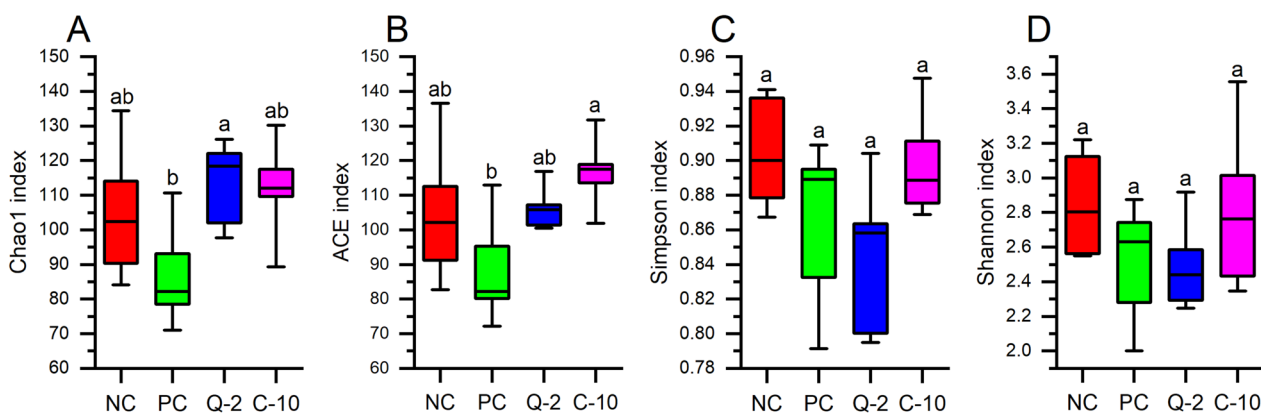 A
Chao1 index
150
140
130
120
110
100
90
80
70
60
ab
b
a
ab
NC PC Q-2 C-10
B
ACE index
150
140
130
120
110
100
90
80
70
60
ab
b
ab
a
NC PC Q-2 C-10
C
Simpson index
0.96
0.94
0.92
0.90
0.88
0.86
0.84
0.82
0.80
0.78
a
a
a
a
NC PC Q-2 C-10
D
Shannon index
3.6
3.4
3.2
3.0
2.8
2.6
2.4
2.2
2.0
a
a
a
a
NC PC Q-2 C-10